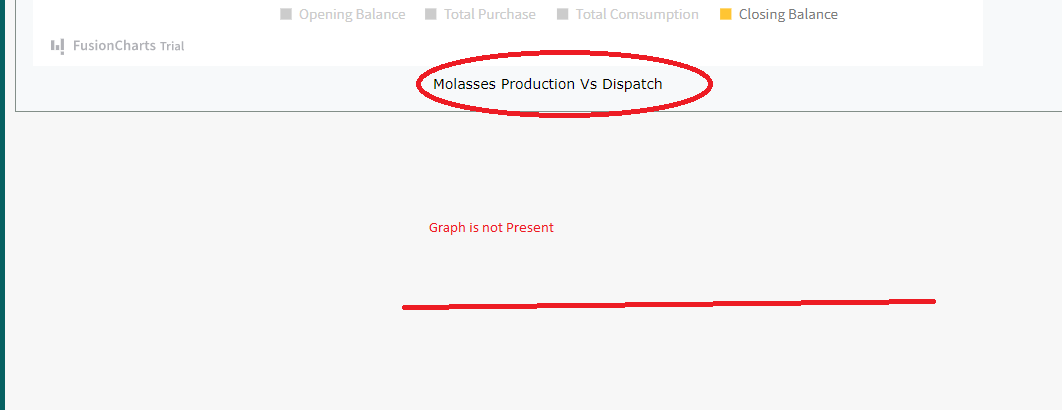 Opening Balance Total Purchase Total Comsumption Closing Balance
FusionCharts Trial
Molasses Production Vs Dispatch
Graph is not Present